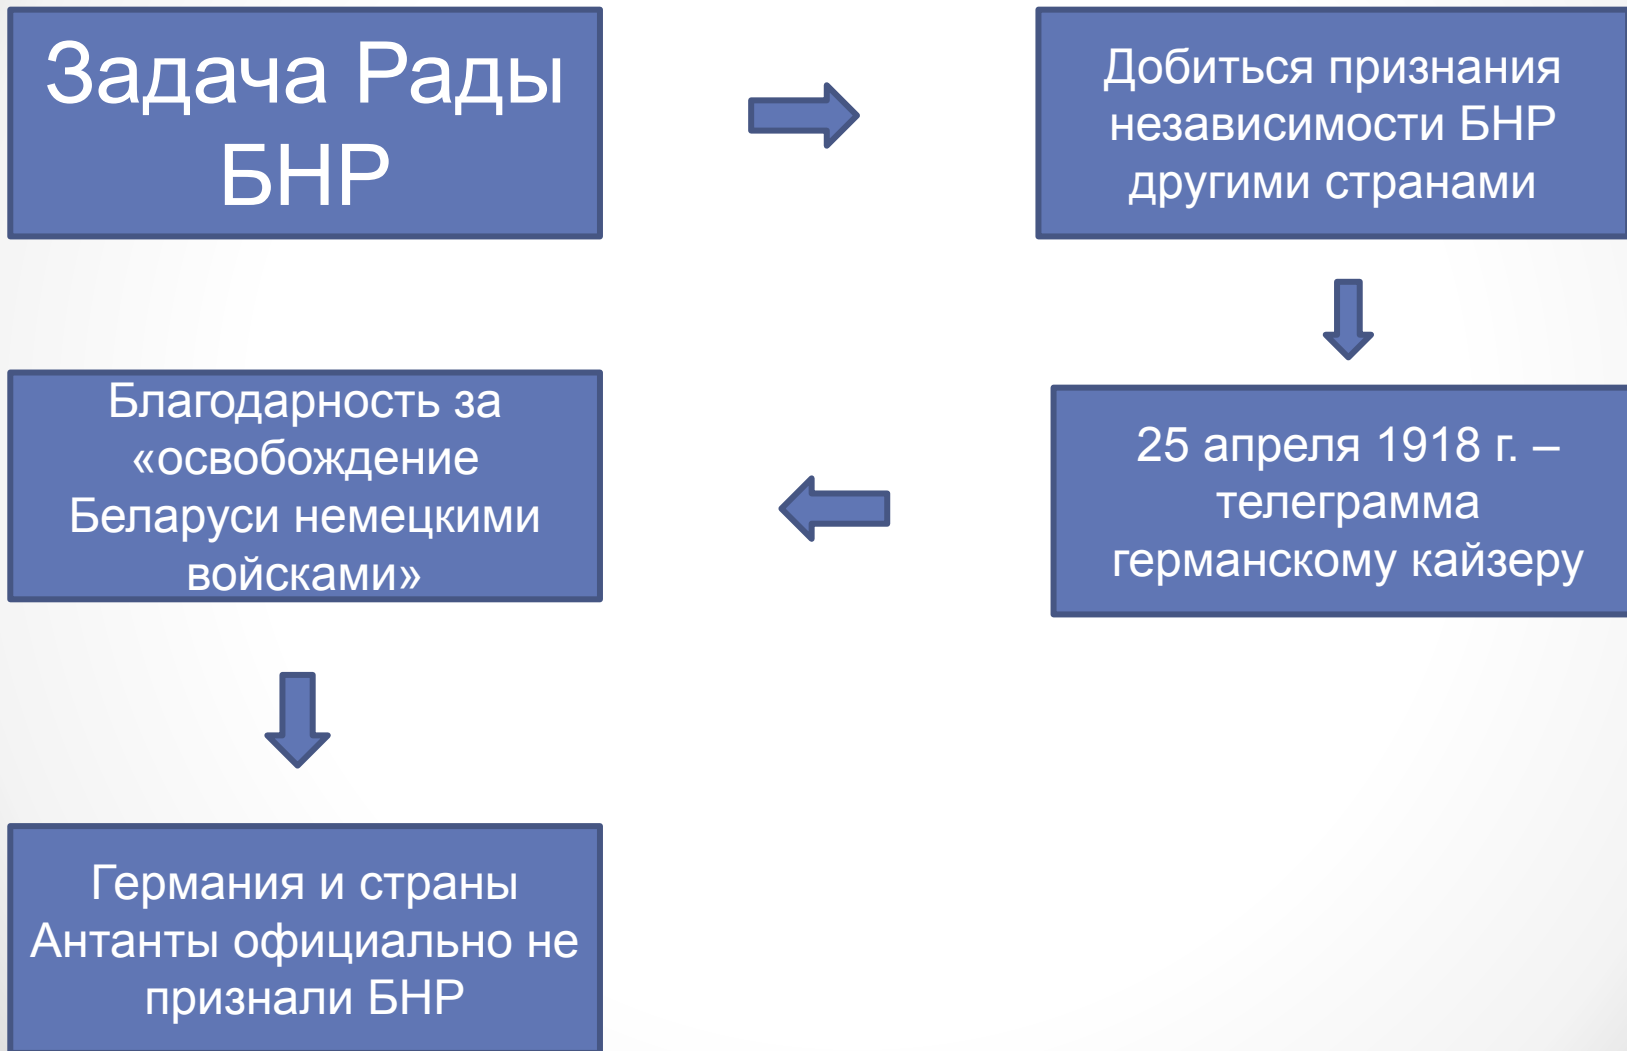 Задача Рады
БНР
Добиться признания
независимости БНР
другими странами
25 апреля 1918 г. –
телеграмма
германскому кайзеру
Благодарность за
«освобождение
Беларуси немецкими
войсками»
Германия и страны
Антанты официально не
признали БНР